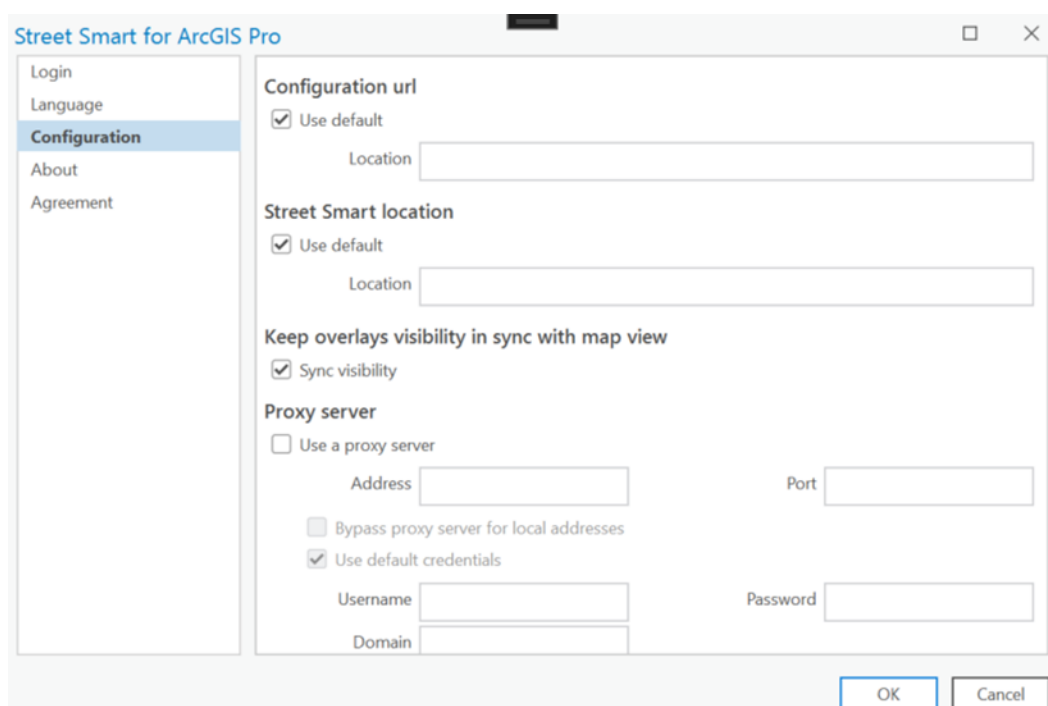 Street Smart for ArcGIS Pro
Login
Language
Configuration
About
Agreement
Configuration url
Use default
Location
Street Smart location
Use default
Location
Keep overlays visibility in sync with map view
Sync visibility
Proxy server
Use a proxy server
Address Port
Bypass proxy server for local addresses
Use default credentials
Username Password
Domain
OK Cancel